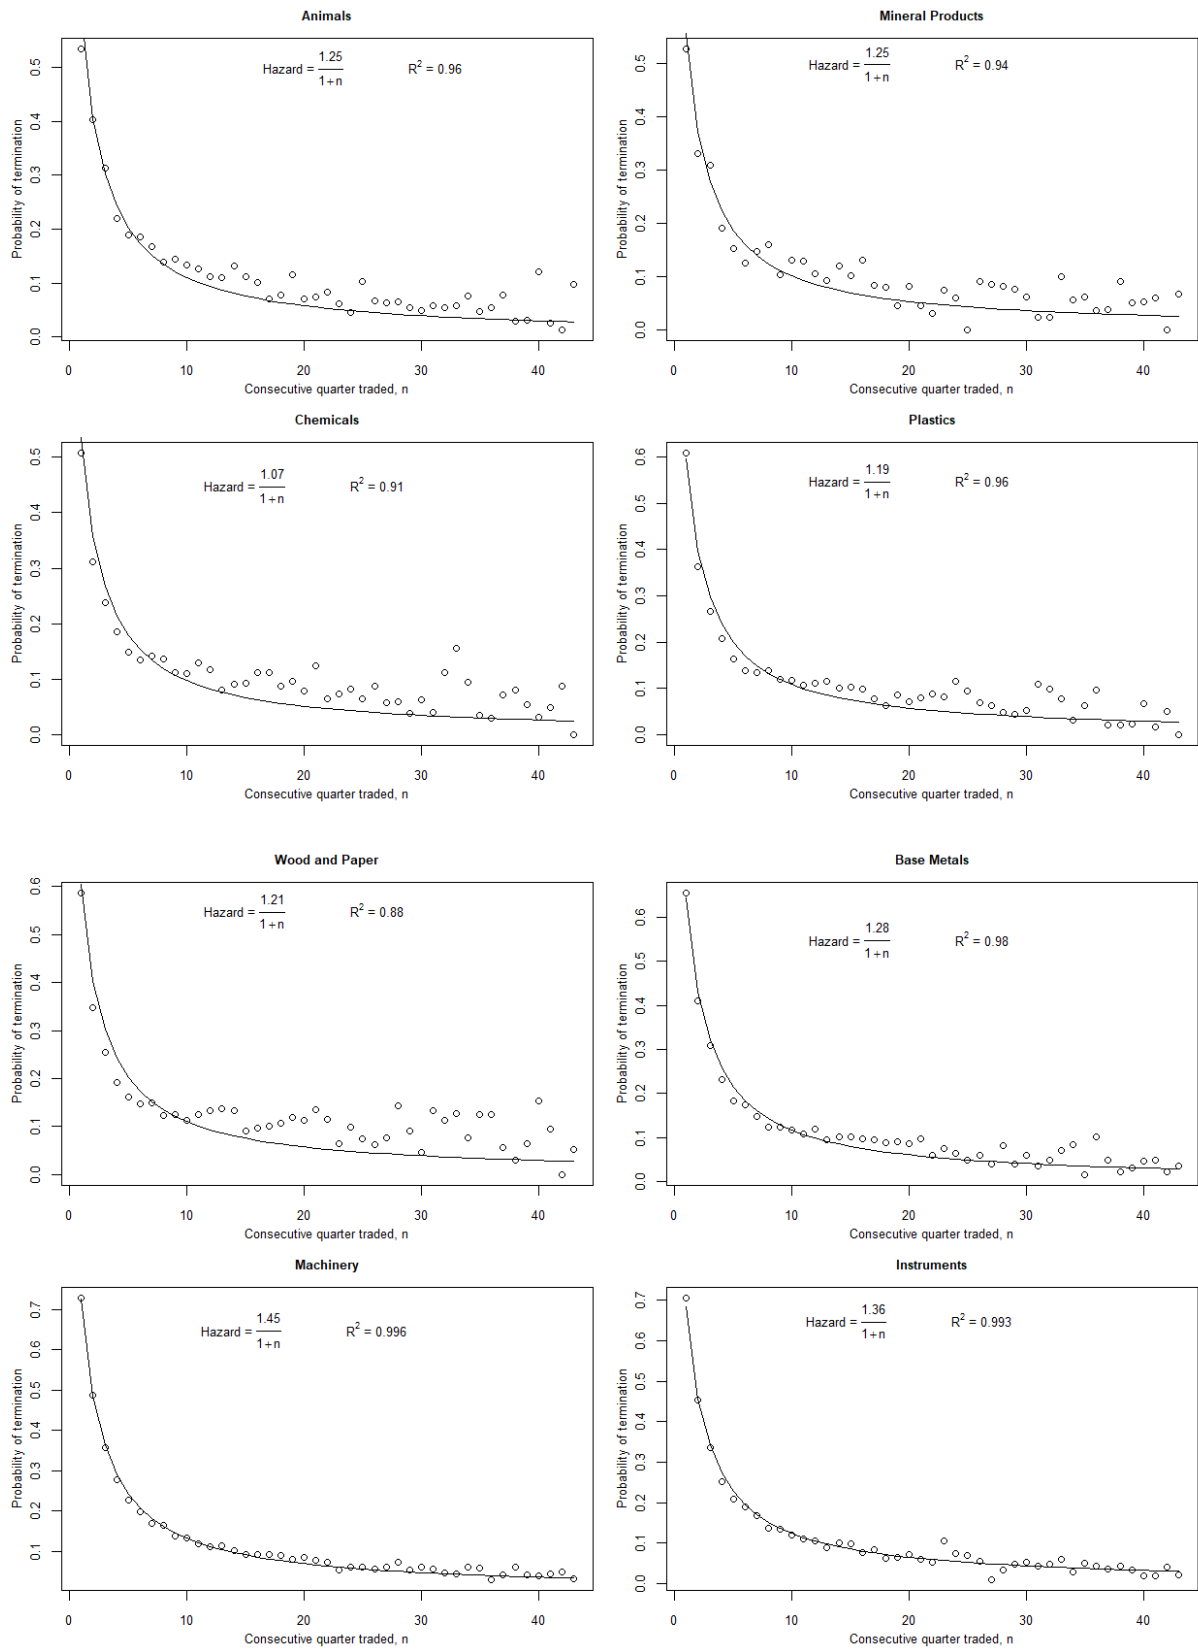 Animals
Hazard = 1.25 / 1+n R² = 0.96
Probability of termination
0.0 0.1 0.2 0.3 0.4 0.5
0 10 20 30 40
Consecutive quarter traded, n
Mineral Products
Hazard = 1.25 / 1+n R² = 0.94
Probability of termination
0.0 0.1 0.2 0.3 0.4 0.5
0 10 20 30 40
Consecutive quarter traded, n
Chemicals
Hazard = 1.07 / 1+n R² = 0.91
Probability of termination
0.0 0.1 0.2 0.3 0.4 0.5
0 10 20 30 40
Consecutive quarter traded, n
Plastics
Hazard = 1.19 / 1+n R² = 0.96
Probability of termination
0.0 0.1 0.2 0.3 0.4 0.5 0.6
0 10 20 30 40
Consecutive quarter traded, n
Wood and Paper
Hazard = 1.21 / 1+n R² = 0.88
Probability of termination
0.0 0.1 0.2 0.3 0.4 0.5 0.6
0 10 20 30 40
Consecutive quarter traded, n
Base Metals
Hazard = 1.28 / 1+n R² = 0.98
Probability of termination
0.0 0.1 0.2 0.3 0.4 0.5 0.6
0 10 20 30 40
Consecutive quarter traded, n
Machinery
Hazard = 1.45 / 1+n R² = 0.996
Probability of termination
0.1 0.2 0.3 0.4 0.5 0.6 0.7
0 10 20 30 40
Consecutive quarter traded, n
Instruments
Hazard = 1.36 / 1+n R² = 0.993
Probability of termination
0.0 0.1 0.2 0.3 0.4 0.5 0.6 0.7
0 10 20 30 40
Consecutive quarter traded, n